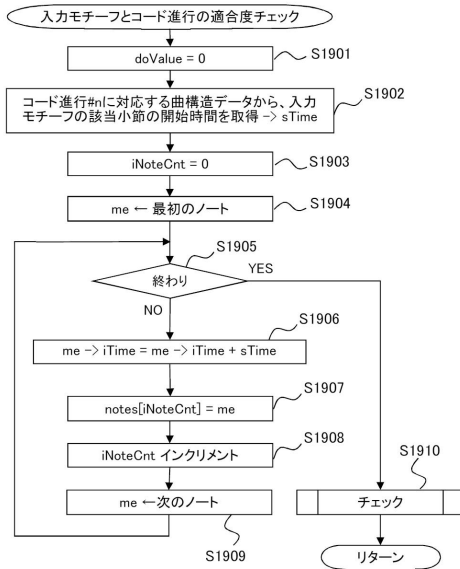 入力モチーフとコード進行の適合度チェック
S1901
doValue = 0
S1902
コード進行#nに対応する曲構造データから、入力
モチーフの該当小節の開始時間を取得 -> sTime
S1903
iNoteCnt = 0
S1904
me ← 最初のノート
S1905
終わり
YES
NO
S1906
me -> iTime = me -> iTime + sTime
S1907
notes[iNoteCnt] = me
S1908
iNoteCnt インクリメント
S1910
me ←次のノート
チェック
S1909
リターン